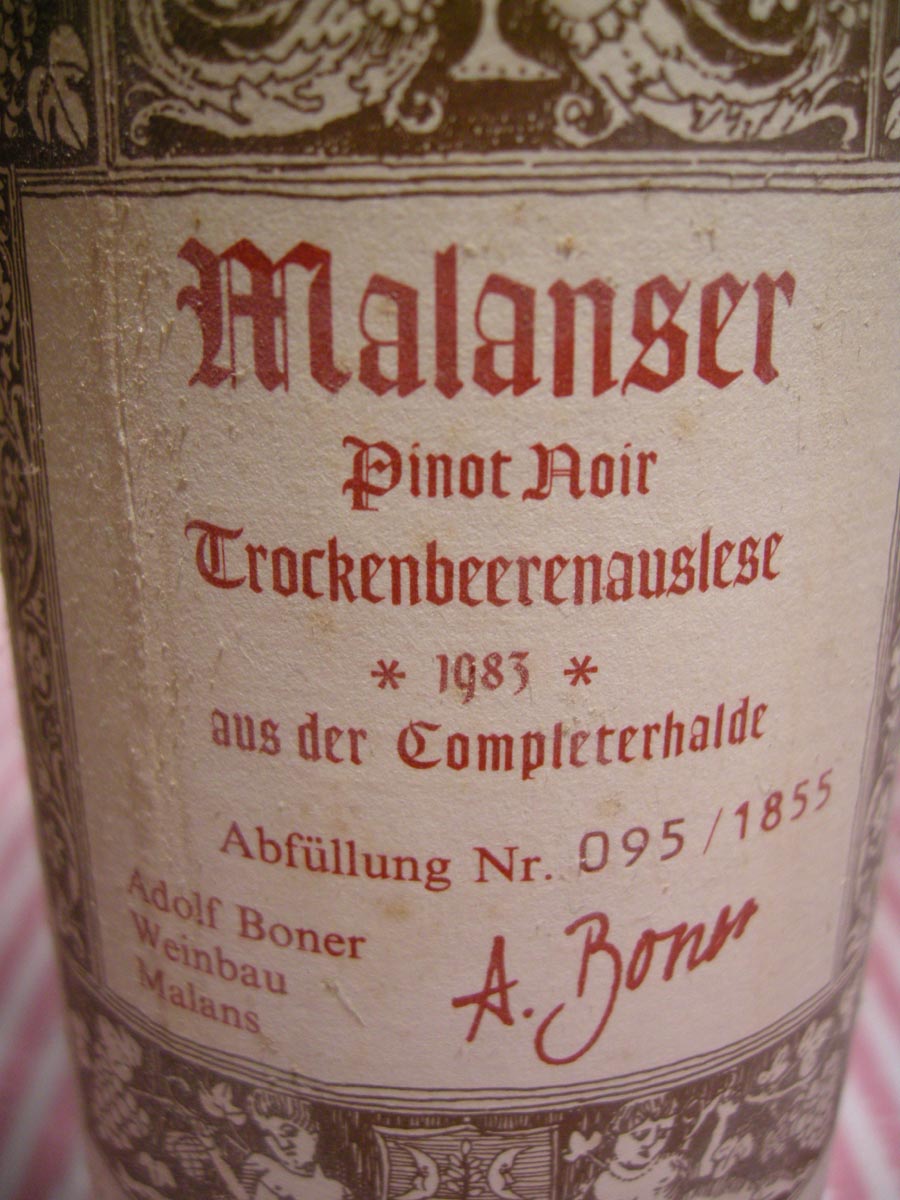 Malanser
Pinot Noir
Trockenbeerenauslese
* 1983 *
aus der Completerhalde
Abfüllung Nr. 095/1855
Adolf Boner
Weinbau
Malans
A. Boner